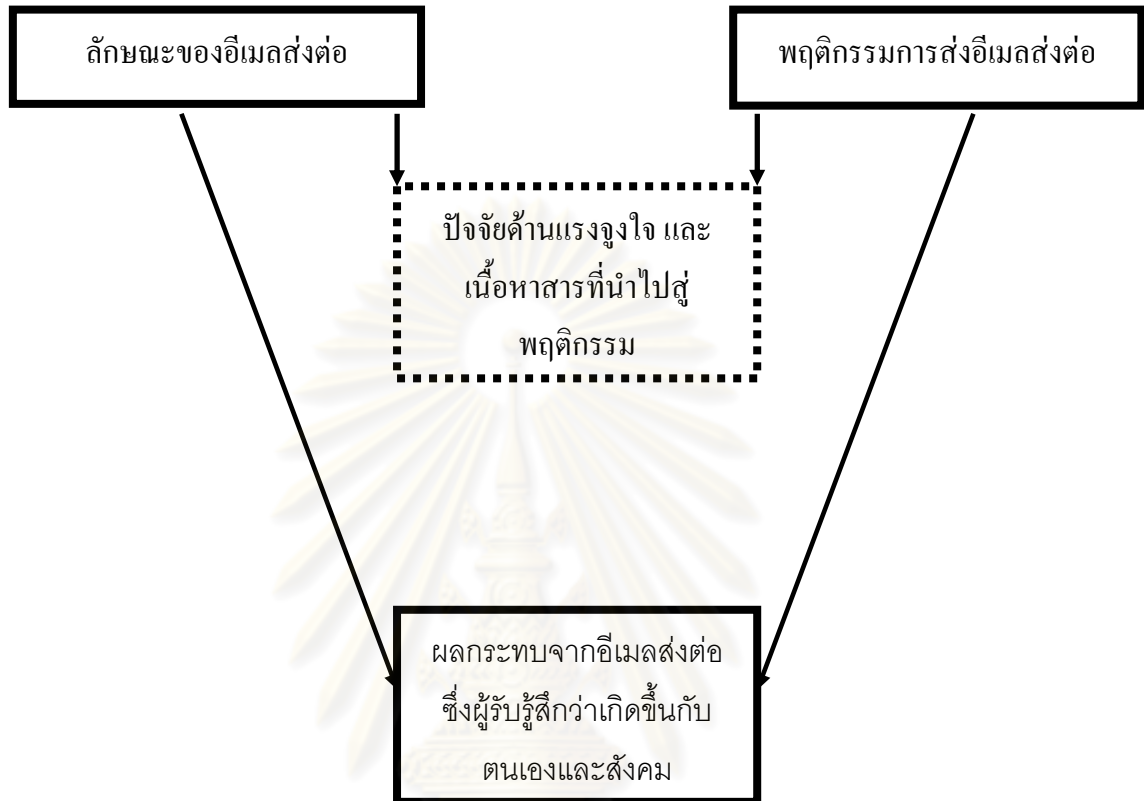 ลักษณะของอีเมลส่งต่อ
พฤติกรรมการส่งอีเมลส่งต่อ
ปัจจัยด้านแรงจูงใจ และ
เนื้อหาสารที่นำไปสู่
พฤติกรรม
ผลกระทบจากอีเมลส่งต่อ
ซึ่งผู้รับรู้สึกว่าเกิดขึ้นกับ
ตนเองและสังคม